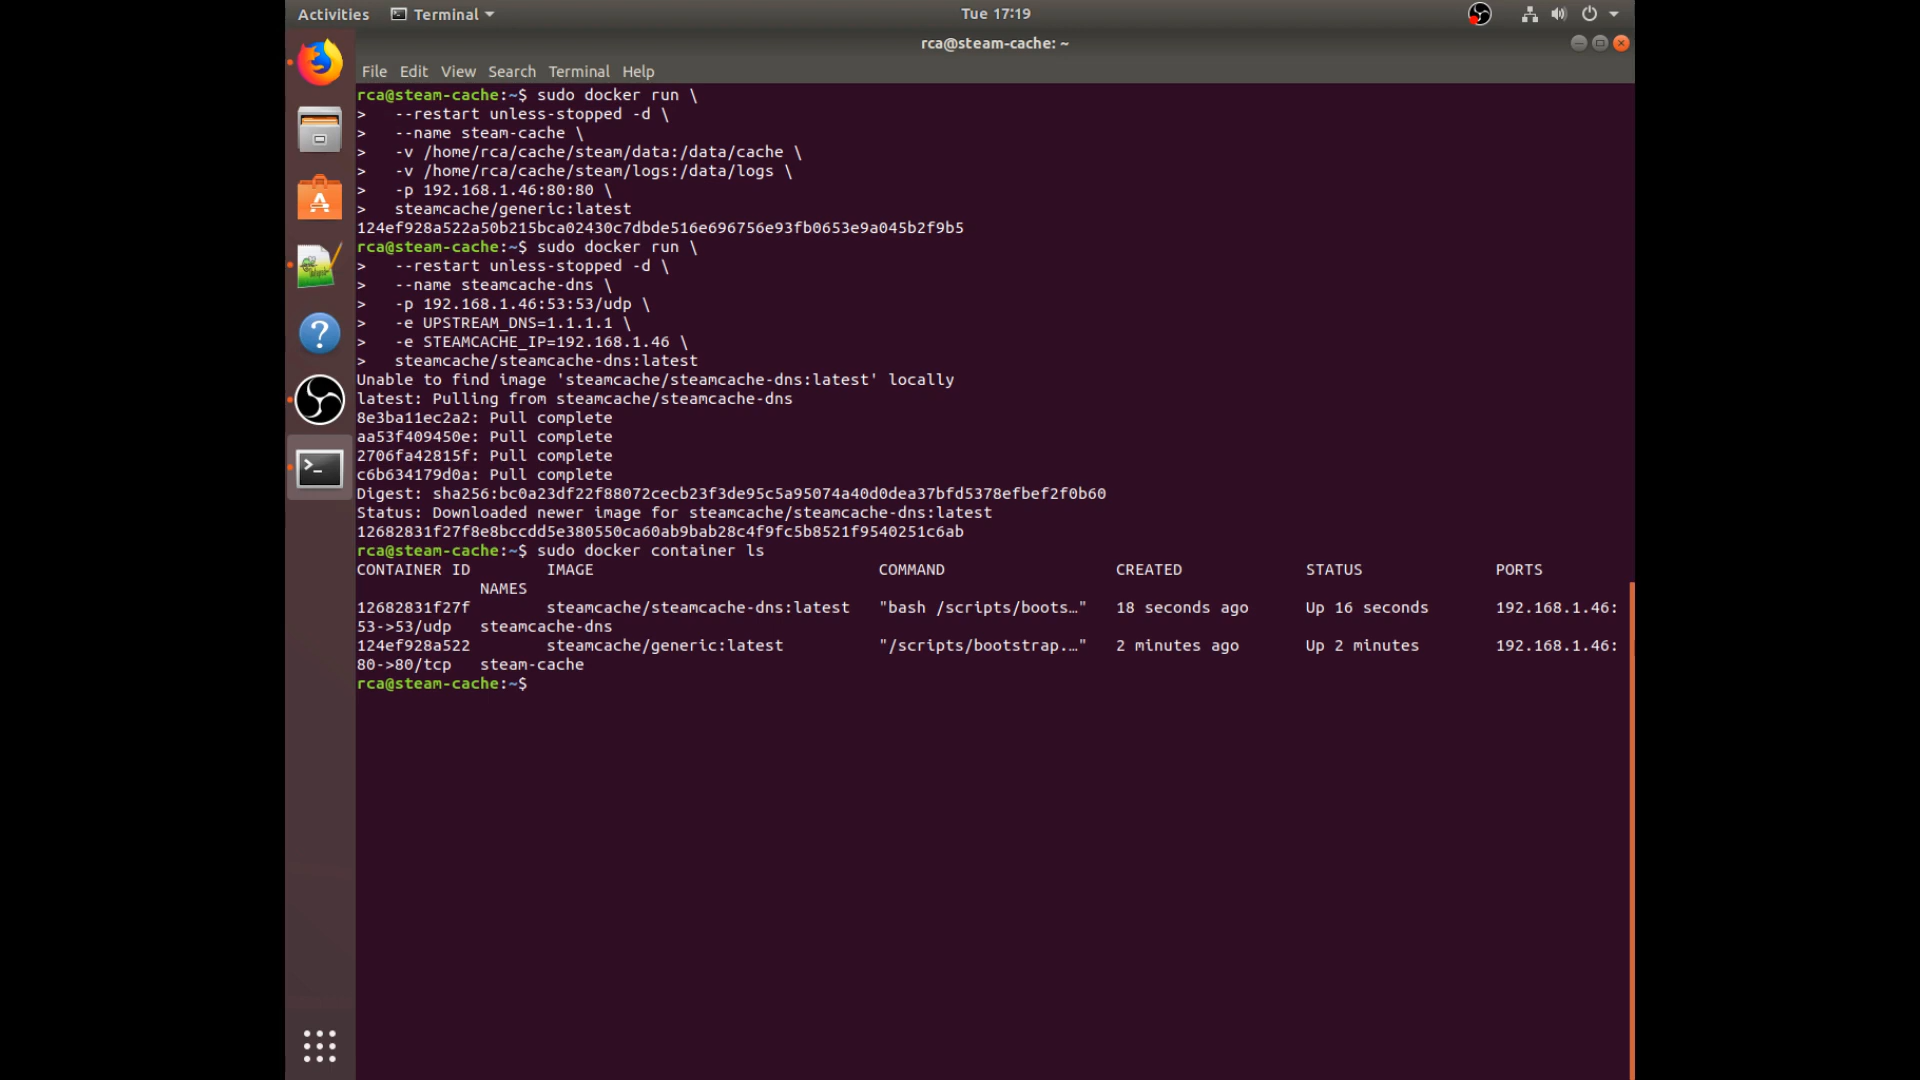 Activities Terminal Tue 17:19
rca@steam-cache: ~
File Edit View Search Terminal Help
rca@steam-cache:~$ sudo docker run \
>   --restart unless-stopped -d \
>   --name steam-cache \
>   -v /home/rca/cache/steam/data:/data/cache \
>   -v /home/rca/cache/steam/logs:/data/logs \
>   -p 192.168.1.46:80:80 \
>   steamcache/generic:latest
124ef928a522a50b215bca02430c7dbde516e696756e93fb0653e9a045b2f9b5
rca@steam-cache:~$ sudo docker run \
>   --restart unless-stopped -d \
>   --name steamcache-dns \
>   -p 192.168.1.46:53:53/udp \
>   -e UPSTREAM_DNS=1.1.1.1 \
>   -e STEAMCACHE_IP=192.168.1.46 \
>   steamcache/steamcache-dns:latest
Unable to find image 'steamcache/steamcache-dns:latest' locally
latest: Pulling from steamcache/steamcache-dns
8e3ba11ec2a2: Pull complete
aa53f409450e: Pull complete
2706fa42815f: Pull complete
c6b634179d0a: Pull complete
Digest: sha256:bc0a23df22f88072cecb23f3de95c5a95074a40d0dea37bfd5378efbef2f0b60
Status: Downloaded newer image for steamcache/steamcache-dns:latest
12682831f27f8e8bccdd5e380550ca60ab9bab28c4f9fc5b8521f9540251c6ab
rca@steam-cache:~$ sudo docker container ls
CONTAINER ID        IMAGE                              COMMAND              CREATED             STATUS              PORTS
             NAMES
12682831f27f        steamcache/steamcache-dns:latest   "bash /scripts/boots…"   18 seconds ago      Up 16 seconds       192.168.1.46:
53->53/udp   steamcache-dns
124ef928a522        steamcache/generic:latest          "/scripts/bootstrap.…"   2 minutes ago       Up 2 minutes        192.168.1.46:
80->80/tcp   steam-cache
rca@steam-cache:~$